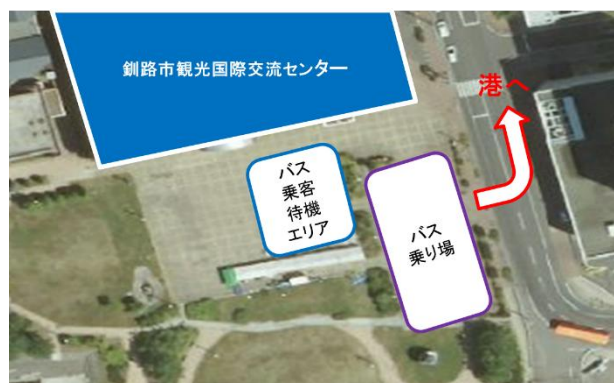 釧路市観光国際交流センター
港へ
バス
乗客
待機
エリア
バス
乗り場